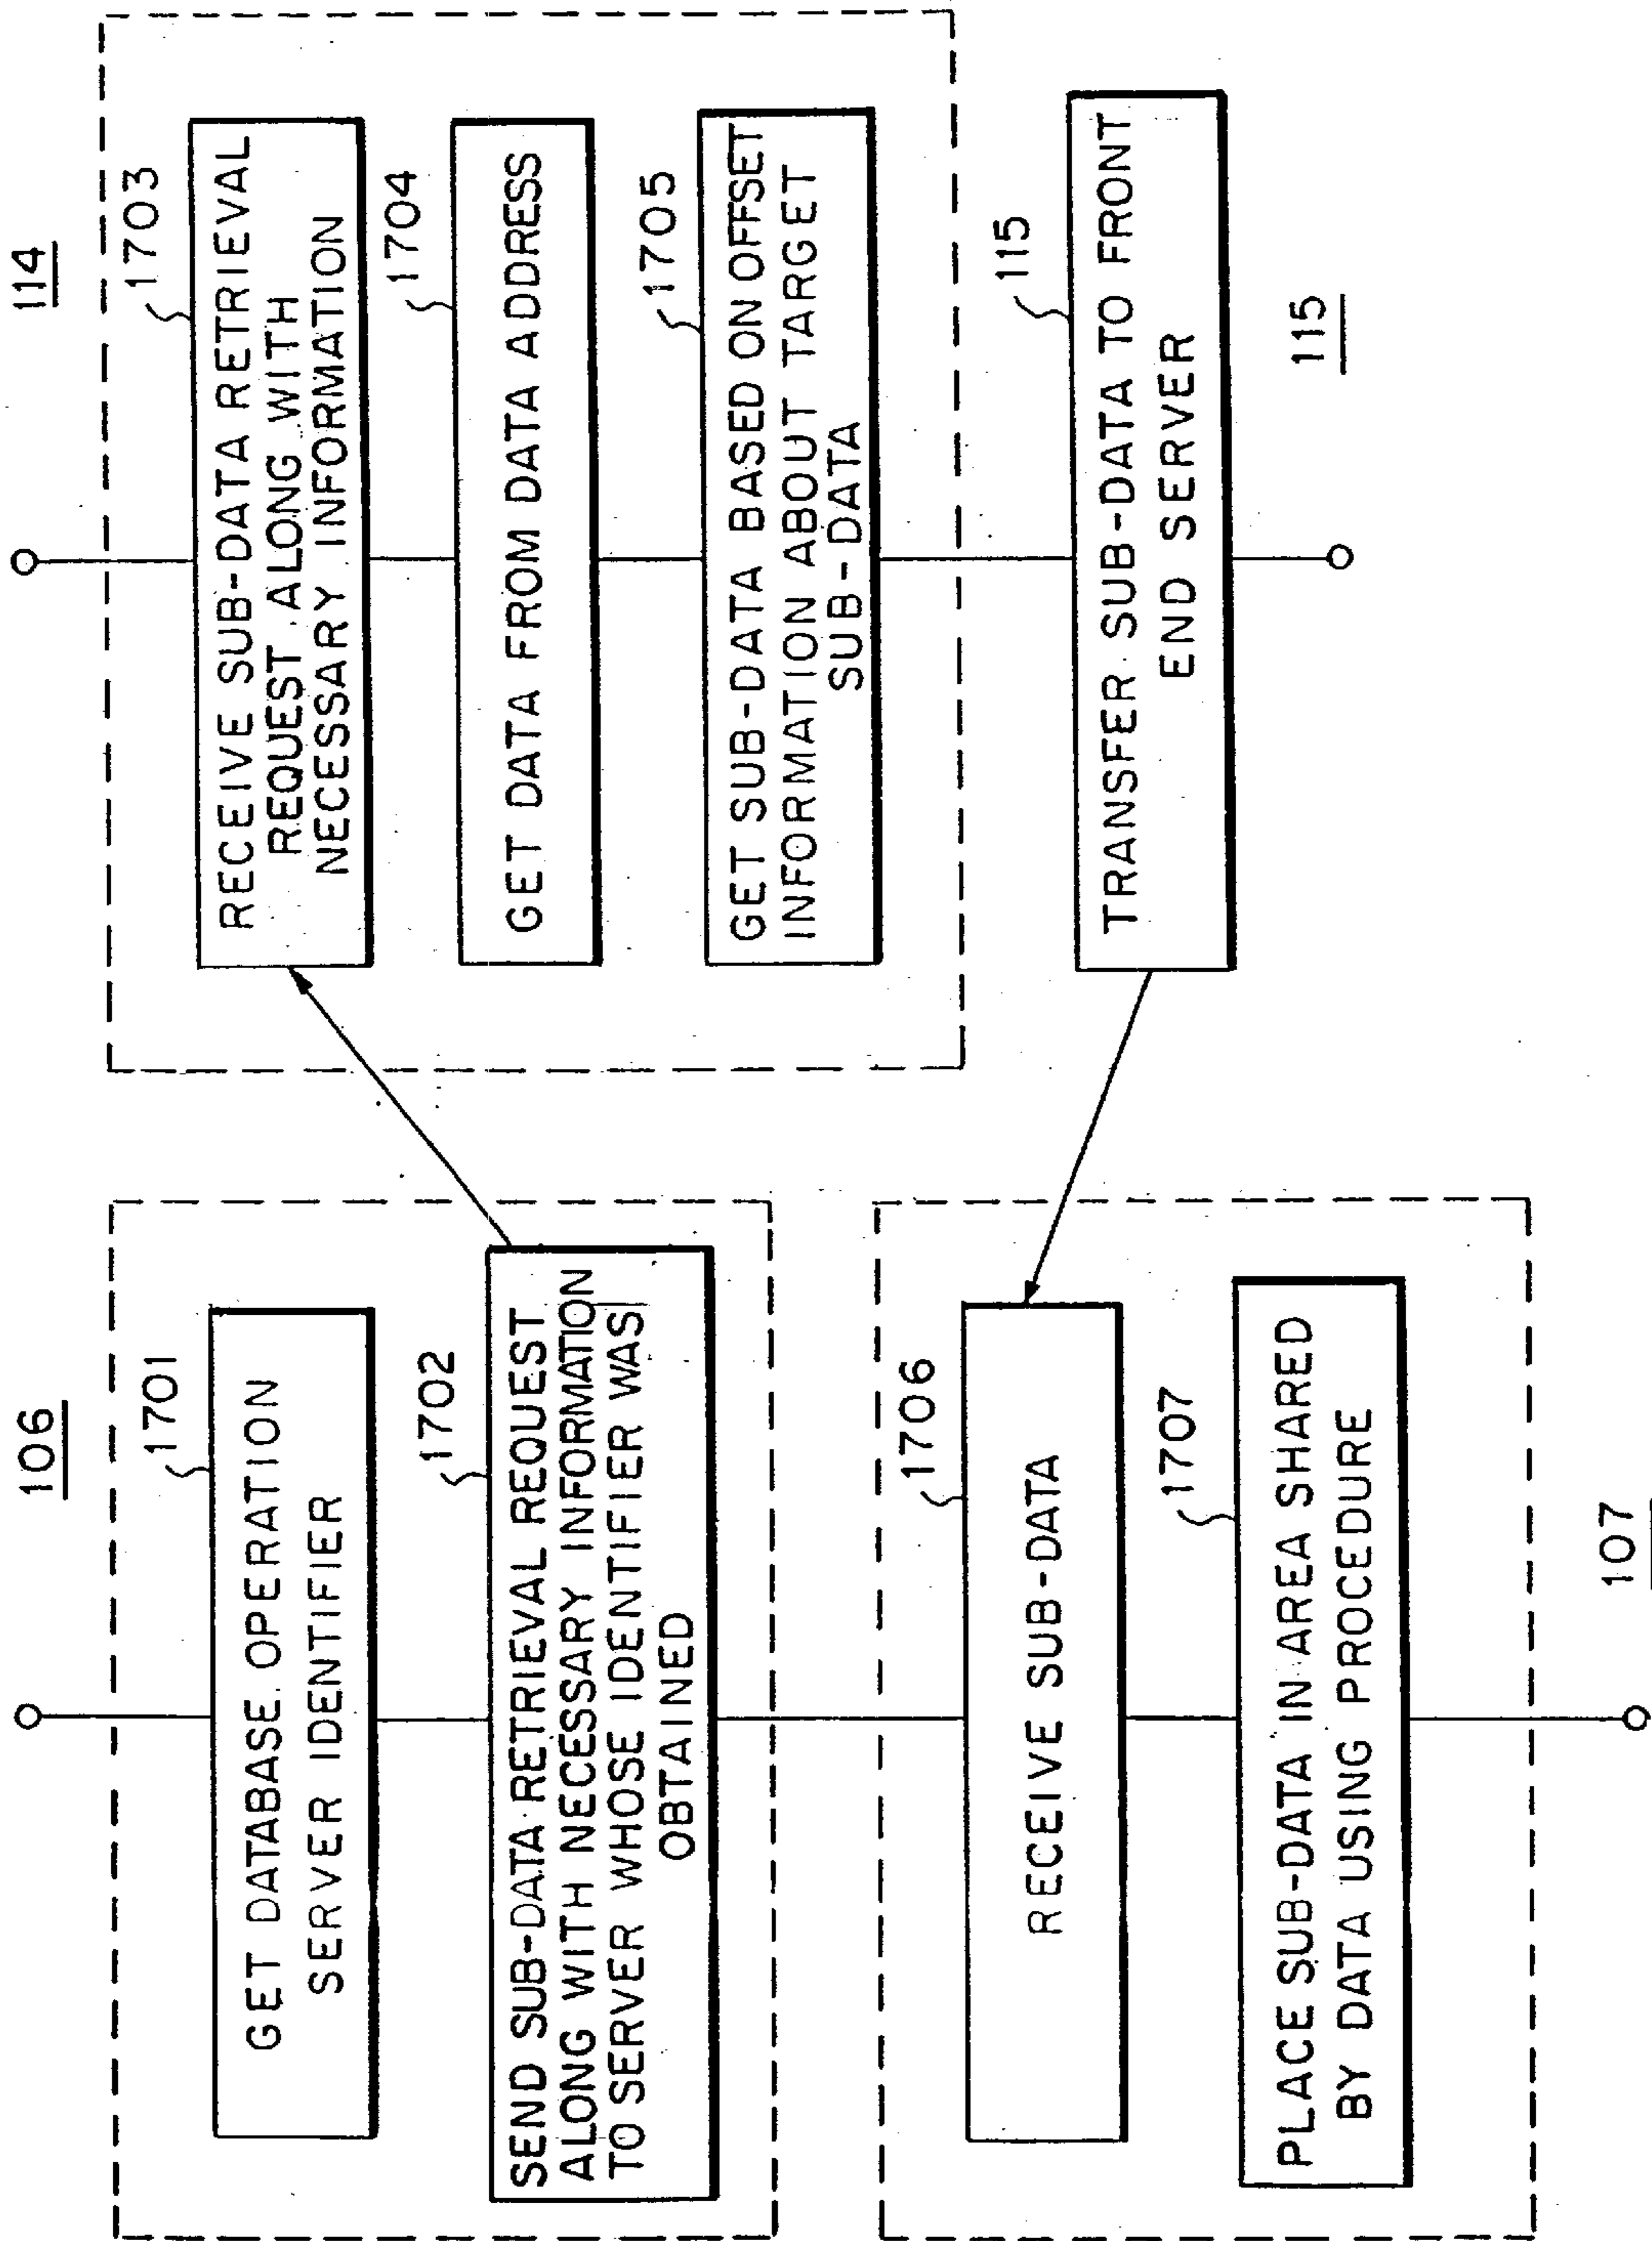 106
1701
GET DATABASE OPERATION
SERVER IDENTIFIER
1702
SEND SUB-DATA RETRIEVAL REQUEST
ALONG WITH NECESSARY INFORMATION
TO SERVER WHOSE IDENTIFIER WAS
OBTAINED
1706
RECEIVE SUB-DATA
1707
PLACE SUB-DATA IN AREA SHARED
BY DATA USING PROCEDURE
107
114
1703
RECEIVE SUB-DATA RETRIEVAL
REQUEST ALONG WITH
NECESSARY INFORMATION
1704
GET DATA FROM DATA ADDRESS
1705
GET SUB-DATA BASED ON OFFSET
INFORMATION ABOUT TARGET
SUB-DATA
115
TRANSFER SUB-DATA TO FRONT
END SERVER
115